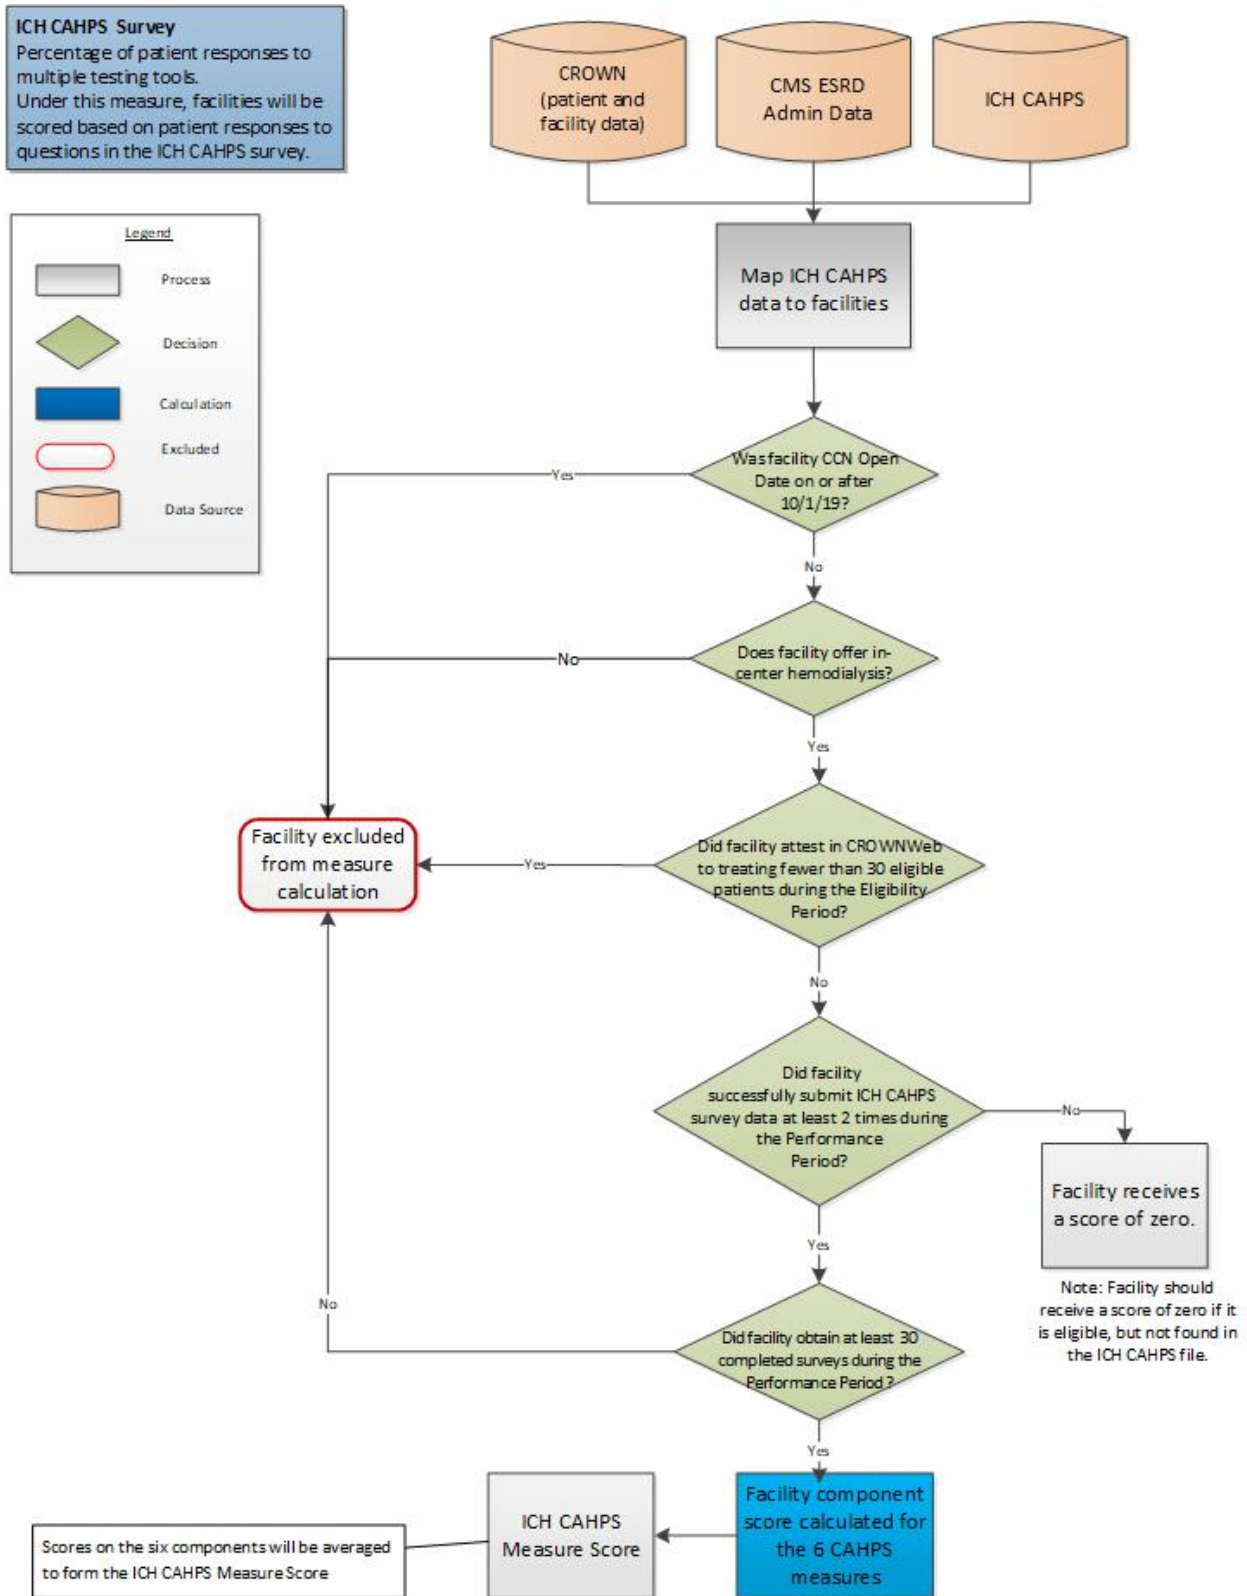 ICH CAHPS Survey
Percentage of patient responses to
multiple testing tools.
Under this measure, facilities will be
scored based on patient responses to
questions in the ICH CAHPS survey.
CROWN
(patient and
facility data)
CMS ESRD
Admin Data
ICH CAHPS
Legend
Process
Decision
Calculation
Excluded
Data Source
Map ICH CAHPS
data to facilities
Was facility CCN Open
Date on or after
10/1/19?
Yes
No
Does facility offer in-
center hemodialysis?
No
Yes
Did facility attest in CROWNWeb
to treating fewer than 30 eligible
patients during the Eligibility
Period?
Yes
Facility excluded
from measure
calculation
No
Did facility
successfully submit ICH CAHPS
survey data at least 2 times during
the Performance
Period?
No
Facility receives
a score of zero.
Note: Facility should
receive a score of zero if it
is eligible, but not found in
the ICH CAHPS file.
Yes
No
Did facility obtain at least 30
completed surveys during the
Performance Period?
Yes
Facility component
score calculated for
the 6 CAHPS
measures
ICH CAHPS
Measure Score
Scores on the six components will be averaged
to form the ICH CAHPS Measure Score